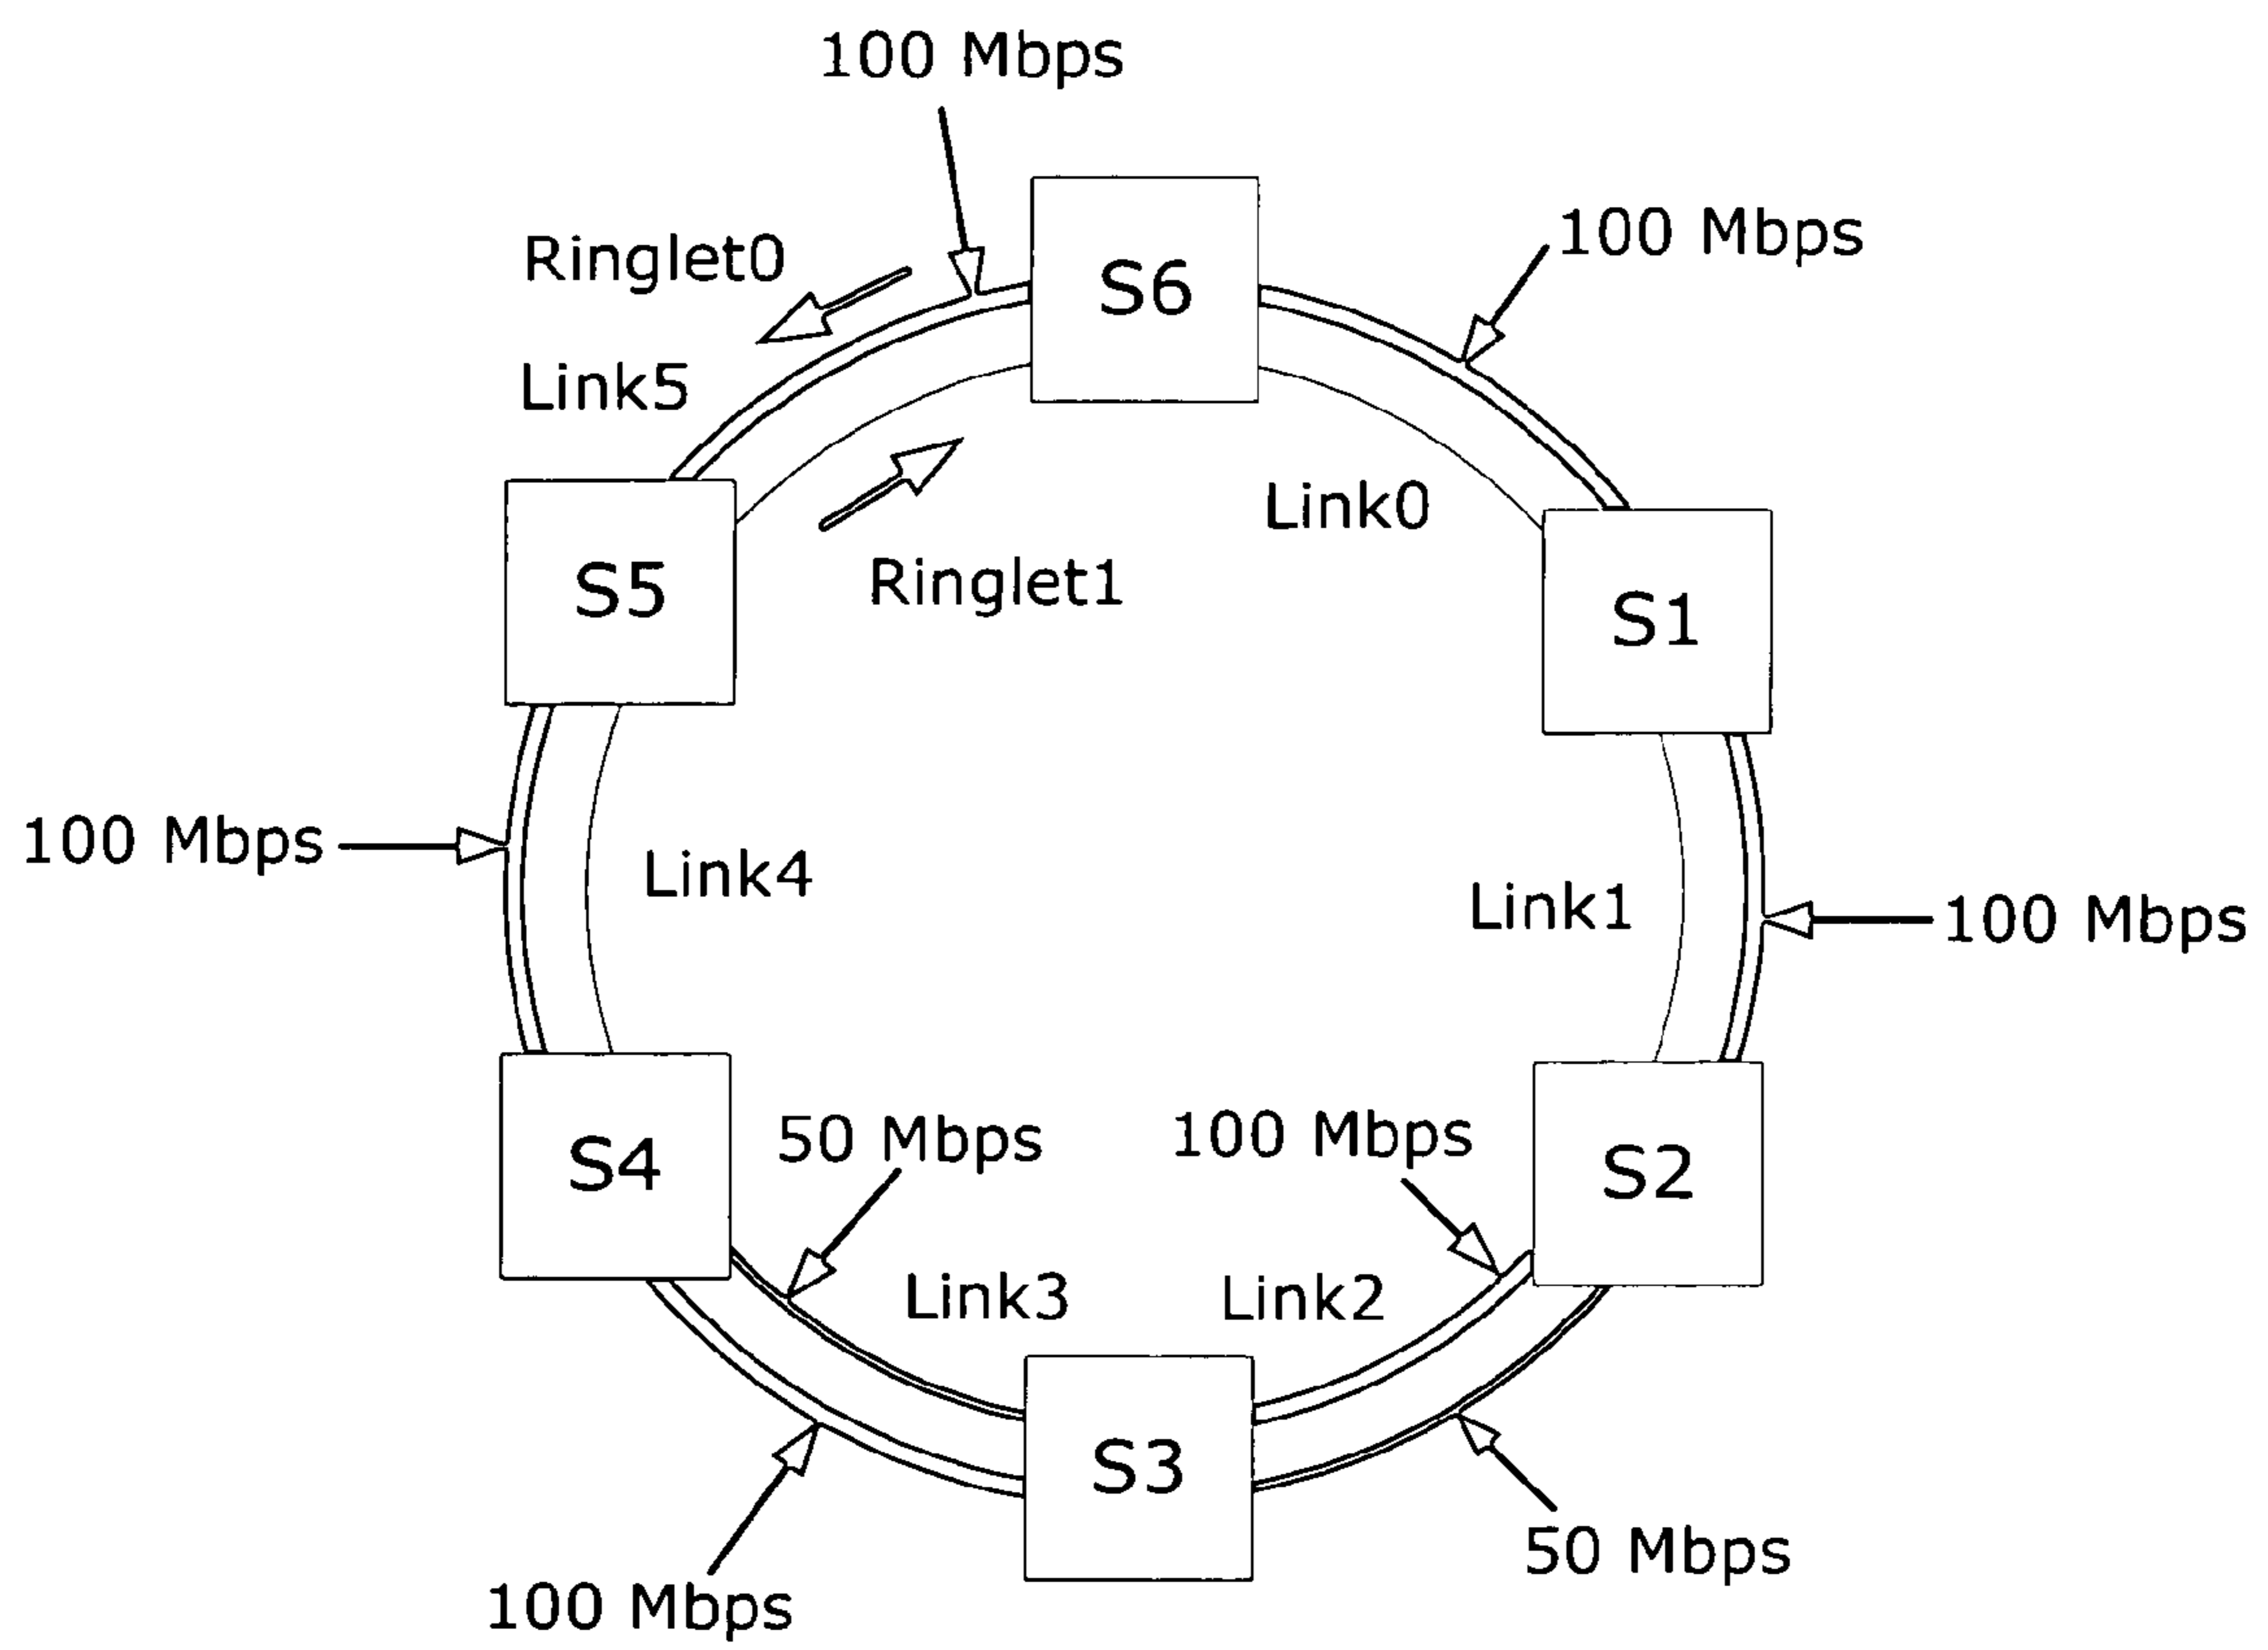 100 Mbps
100 Mbps
Ringlet0
S6
Link5
Link0
Ringlet1
S5
S1
100 Mbps
Link4
Link1
100 Mbps
50 Mbps
100 Mbps
S4
S2
Link3
Link2
S3
50 Mbps
100 Mbps